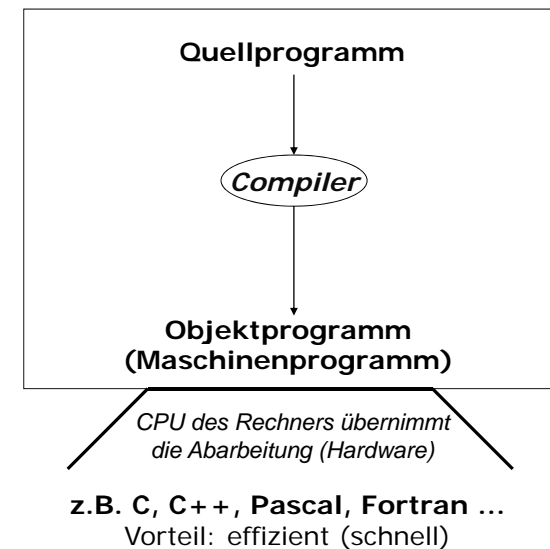 Quellprogramm
Compiler
Objektprogramm
(Maschinenprogramm)
CPU des Rechners übernimmt
die Abarbeitung (Hardware)
z.B. C, C++, Pascal, Fortran ...
Vorteil: effizient (schnell)